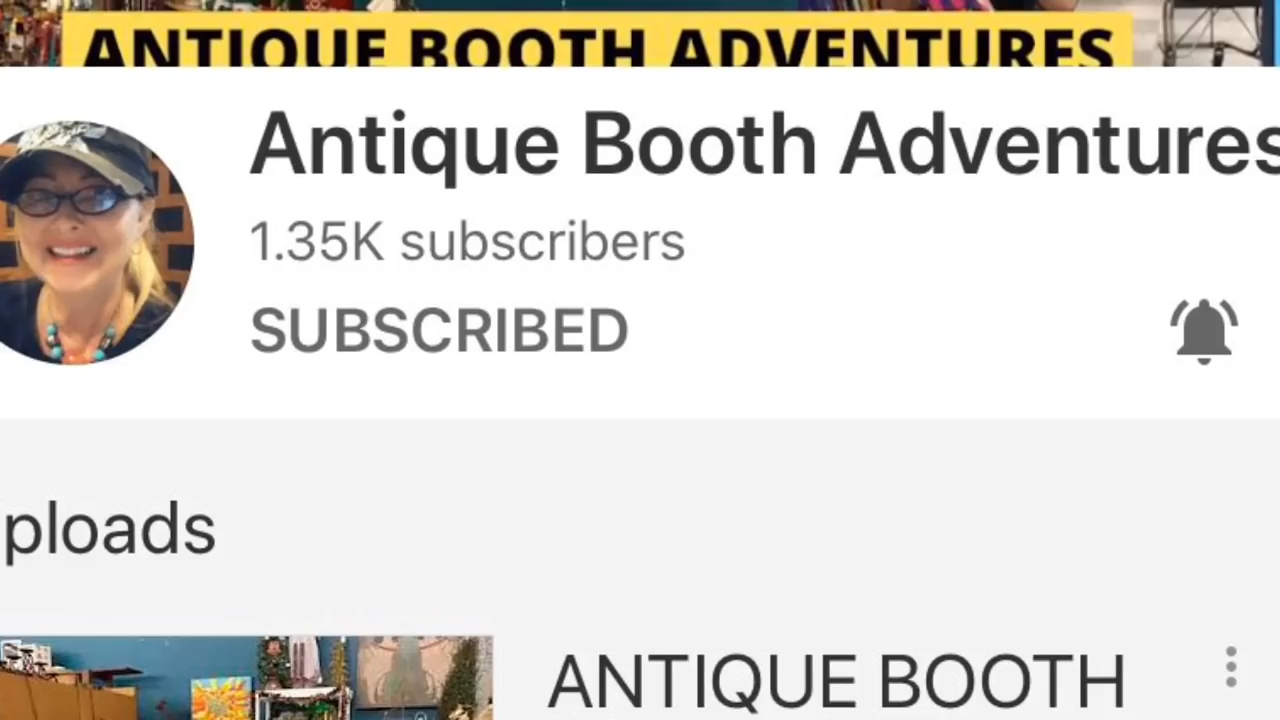 ANTIQUE BOOTH ADVENTURES
Antique Booth Adventures
1.35K subscribers
SUBSCRIBED
ploads
ANTIQUE BOOTH